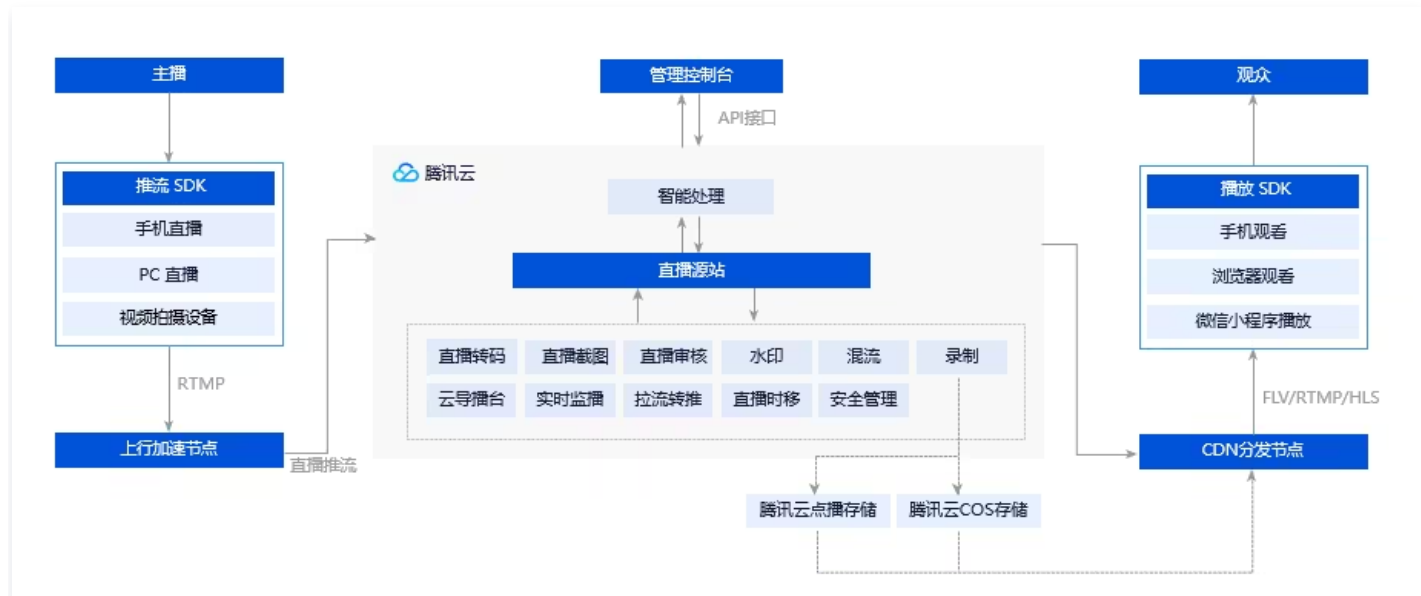 主播
推流 SDK
手机直播
PC 直播
视频拍摄设备
RTMP
上行加速节点
直播推流
管理控制台
API接口
腾讯云
智能处理
直播源站
直播转码 直播截图 直播审核 水印 混流 录制
云导播台 实时监播 拉流转推 直播时移 安全管理
腾讯云点播存储 腾讯云COS存储
观众
播放 SDK
手机观看
浏览器观看
微信小程序播放
FLV/RTMP/HLS
CDN分发节点